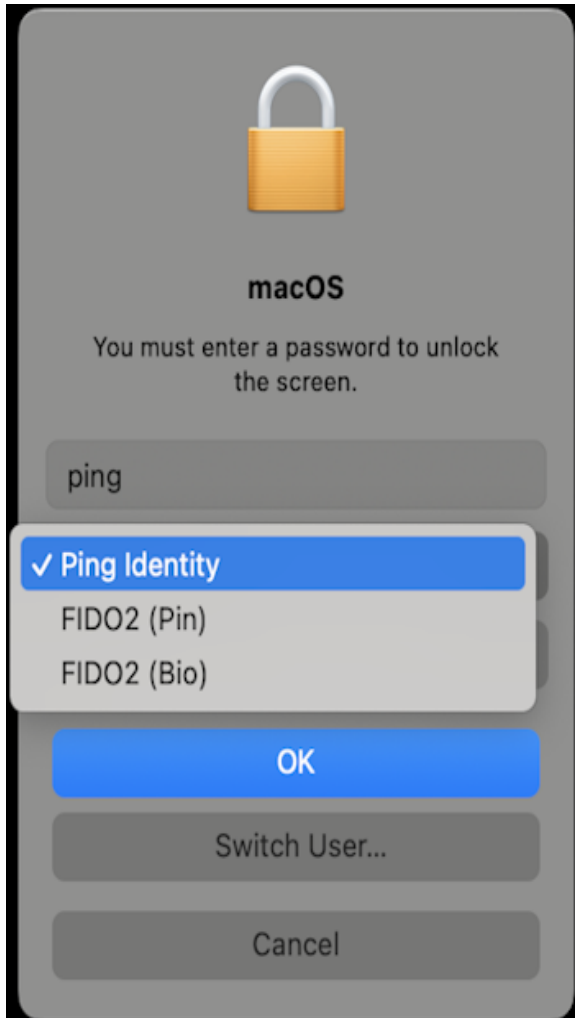 macOS
You must enter a password to unlock
the screen.
ping
✓ Ping Identity
FIDO2 (Pin)
FIDO2 (Bio)
OK
Switch User...
Cancel